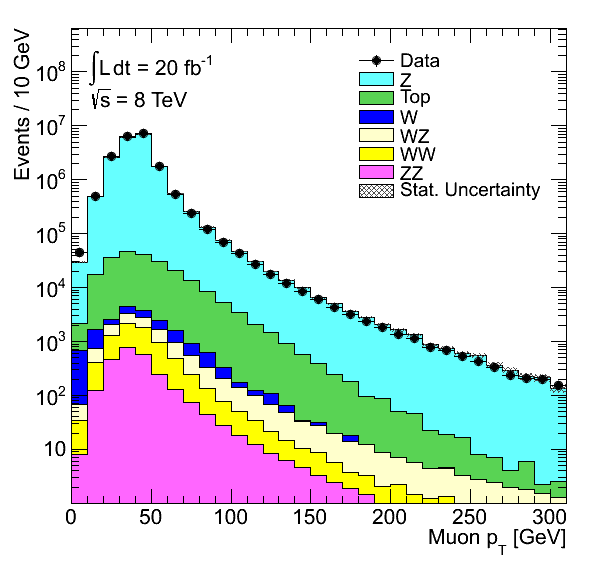 Events / 10 GeV
∫L dt = 20 fb⁻¹
√s = 8 TeV
Data
Z
Top
W
WZ
WW
ZZ
Stat. Uncertainty
10⁸
10⁷
10⁶
10⁵
10⁴
10³
10²
10
0 50 100 150 200 250 300
Muon p_T [GeV]